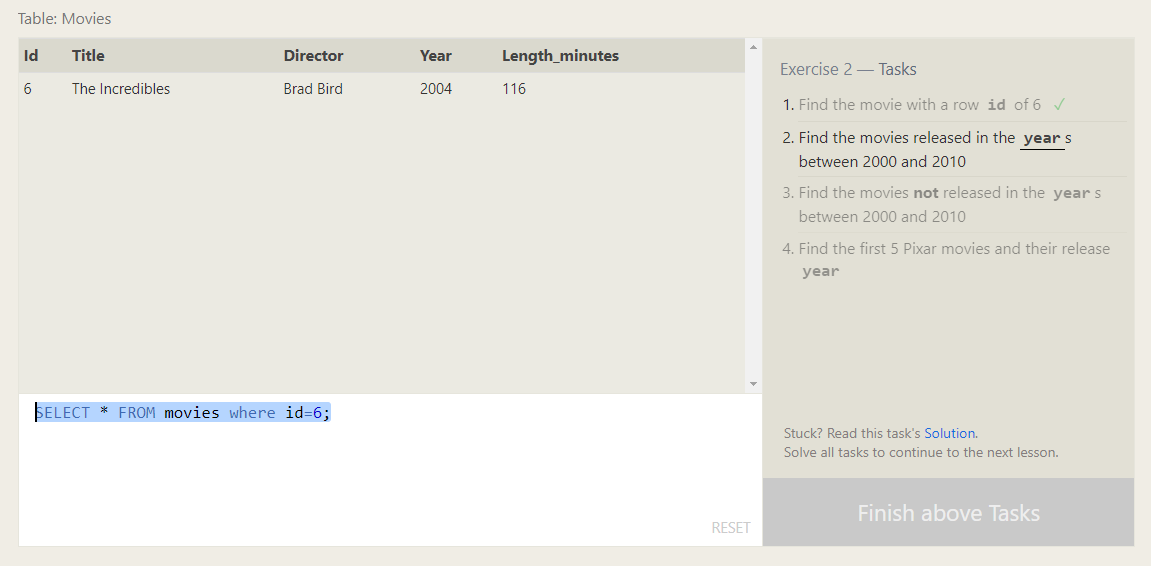 Table: Movies
Id Title Director Year Length_minutes
6 The Incredibles Brad Bird 2004 116
SELECT * FROM movies where id=6;
RESET
Exercise 2 — Tasks
1. Find the movie with a row id of 6 ✓
2. Find the movies released in the year s
between 2000 and 2010
3. Find the movies not released in the year s
between 2000 and 2010
4. Find the first 5 Pixar movies and their release
year
Stuck? Read this task's Solution.
Solve all tasks to continue to the next lesson.
Finish above Tasks